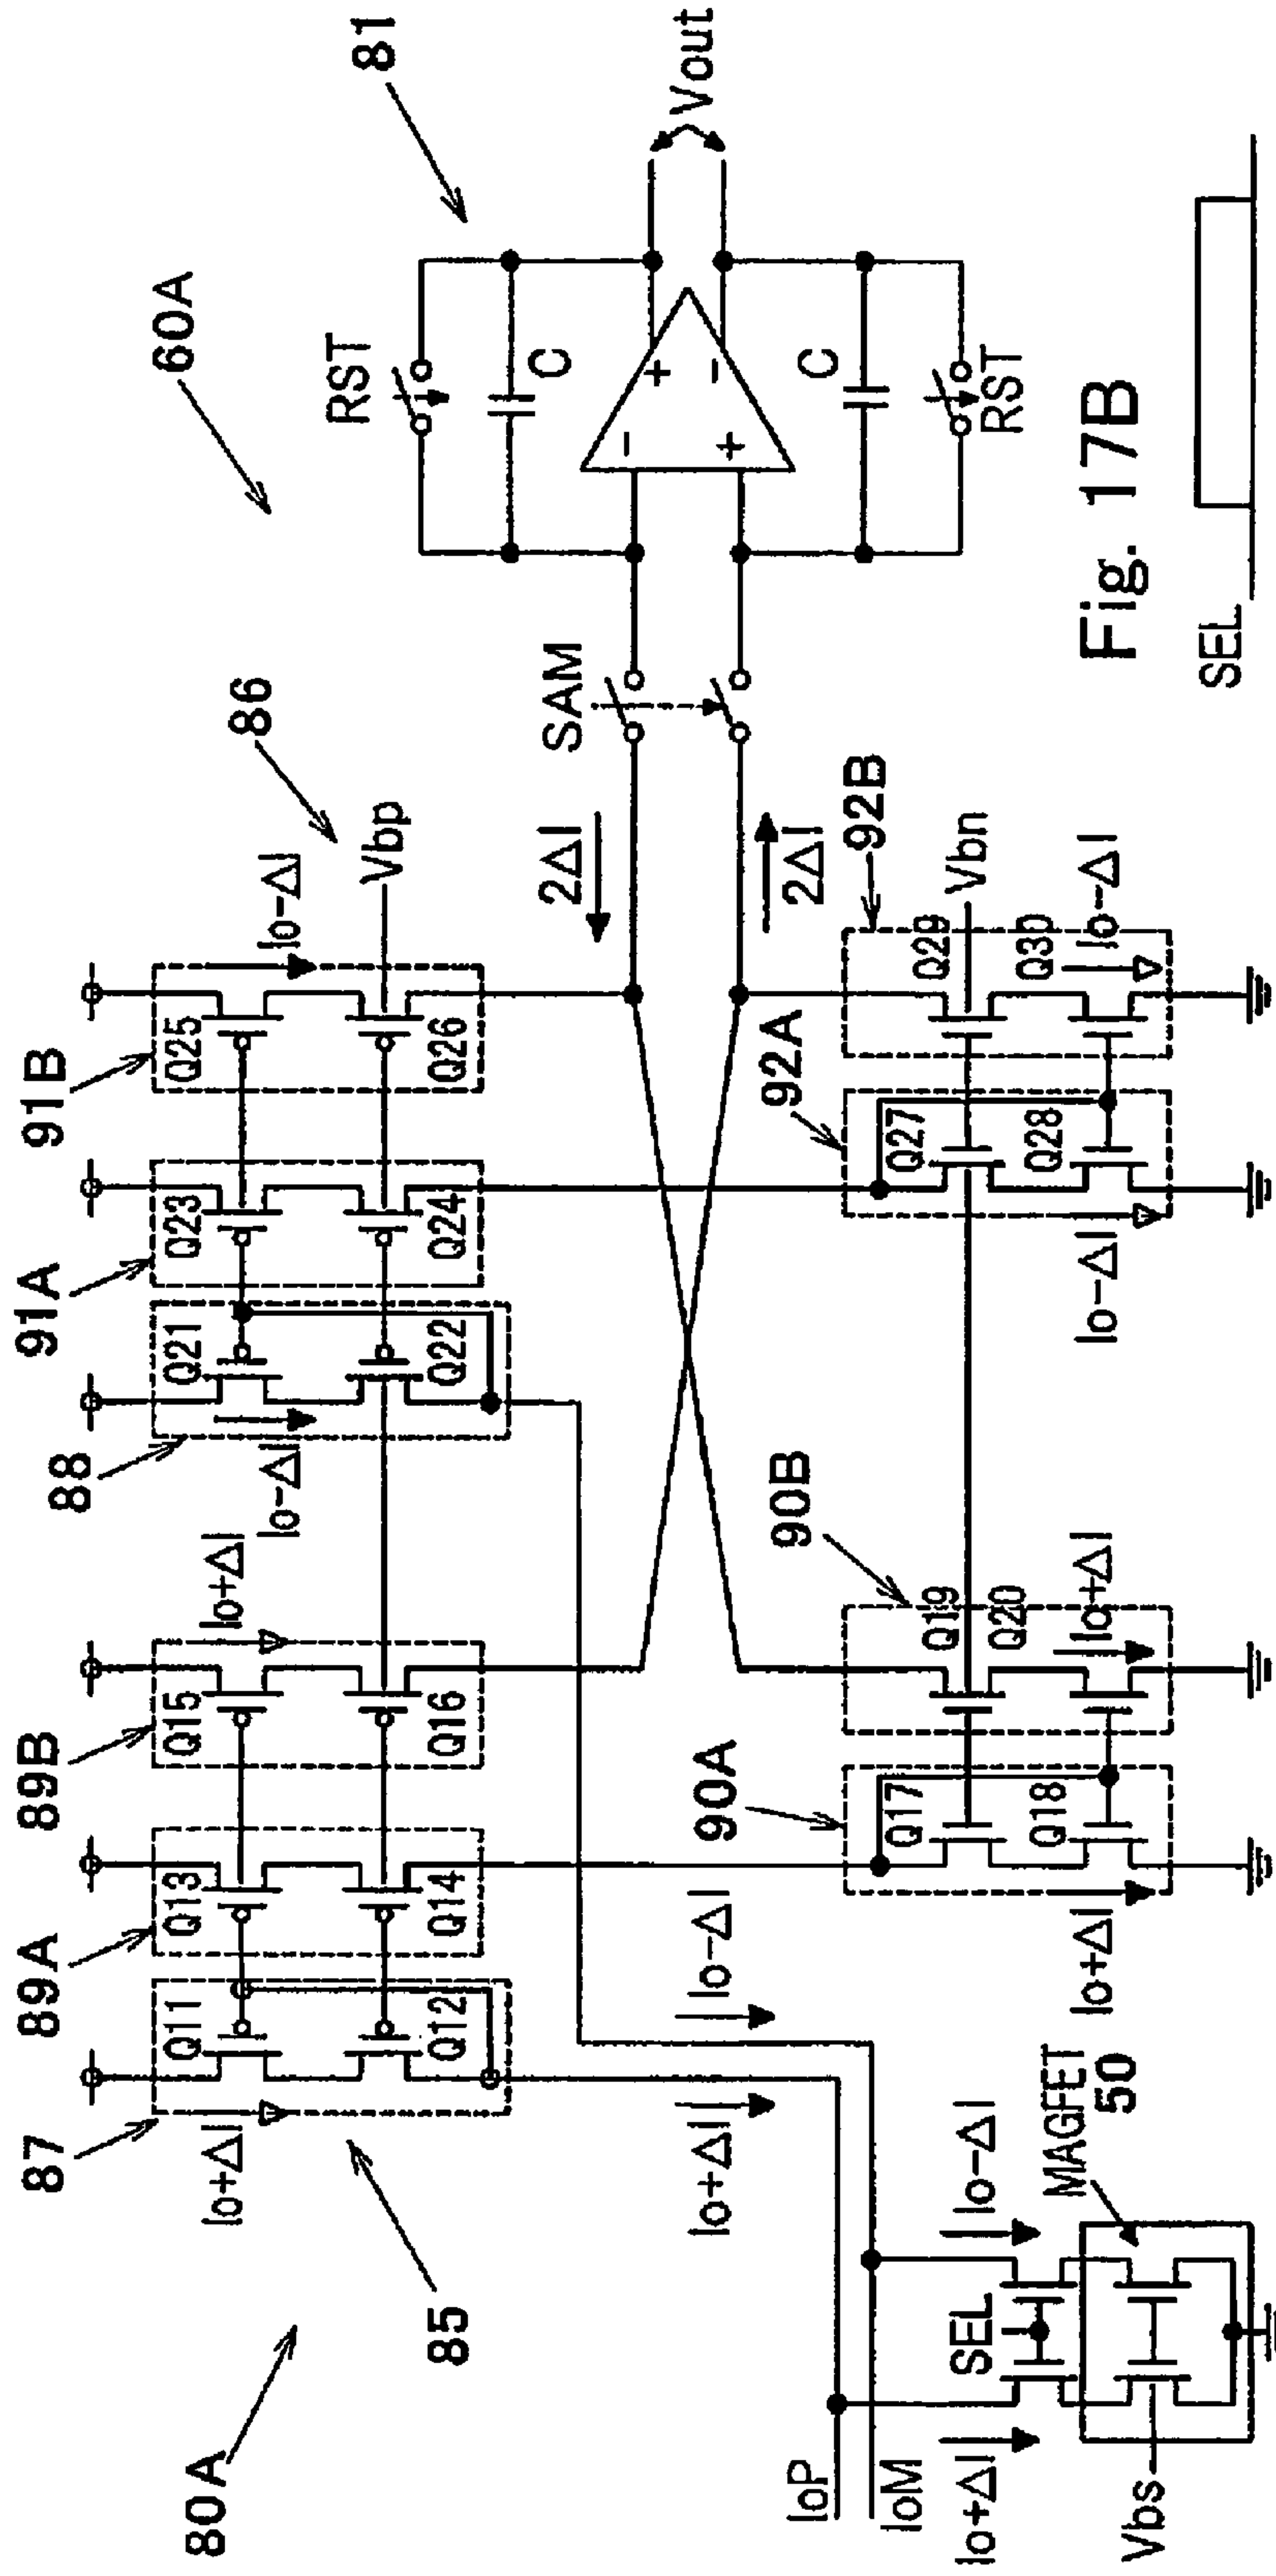 80A
60A
81
85
86
87
Io+ΔI
Q11
Q12
89A
Q13
Q14
89B
Q15
Q16
Io+ΔI
88
Io-ΔI
Q21
Q22
91A
Q23
Q24
91B
Q25
Q26
Io-ΔI
Vbp
RST
C
Vout
SAM
2ΔI
2ΔI
-
+
+
-
C
RST
Io+ΔI
Io-ΔI
90A
Q17
Q18
Io+ΔI
90B
Q19
Q20
Io+ΔI
92A
Q27
Q28
Io-ΔI
92B
Q29
Q30
Io-ΔI
Vbn
IoP
IoM
Io+ΔI
SEL
Io-ΔI
MAGFET
50
Vbs
Fig. 17B
SEL